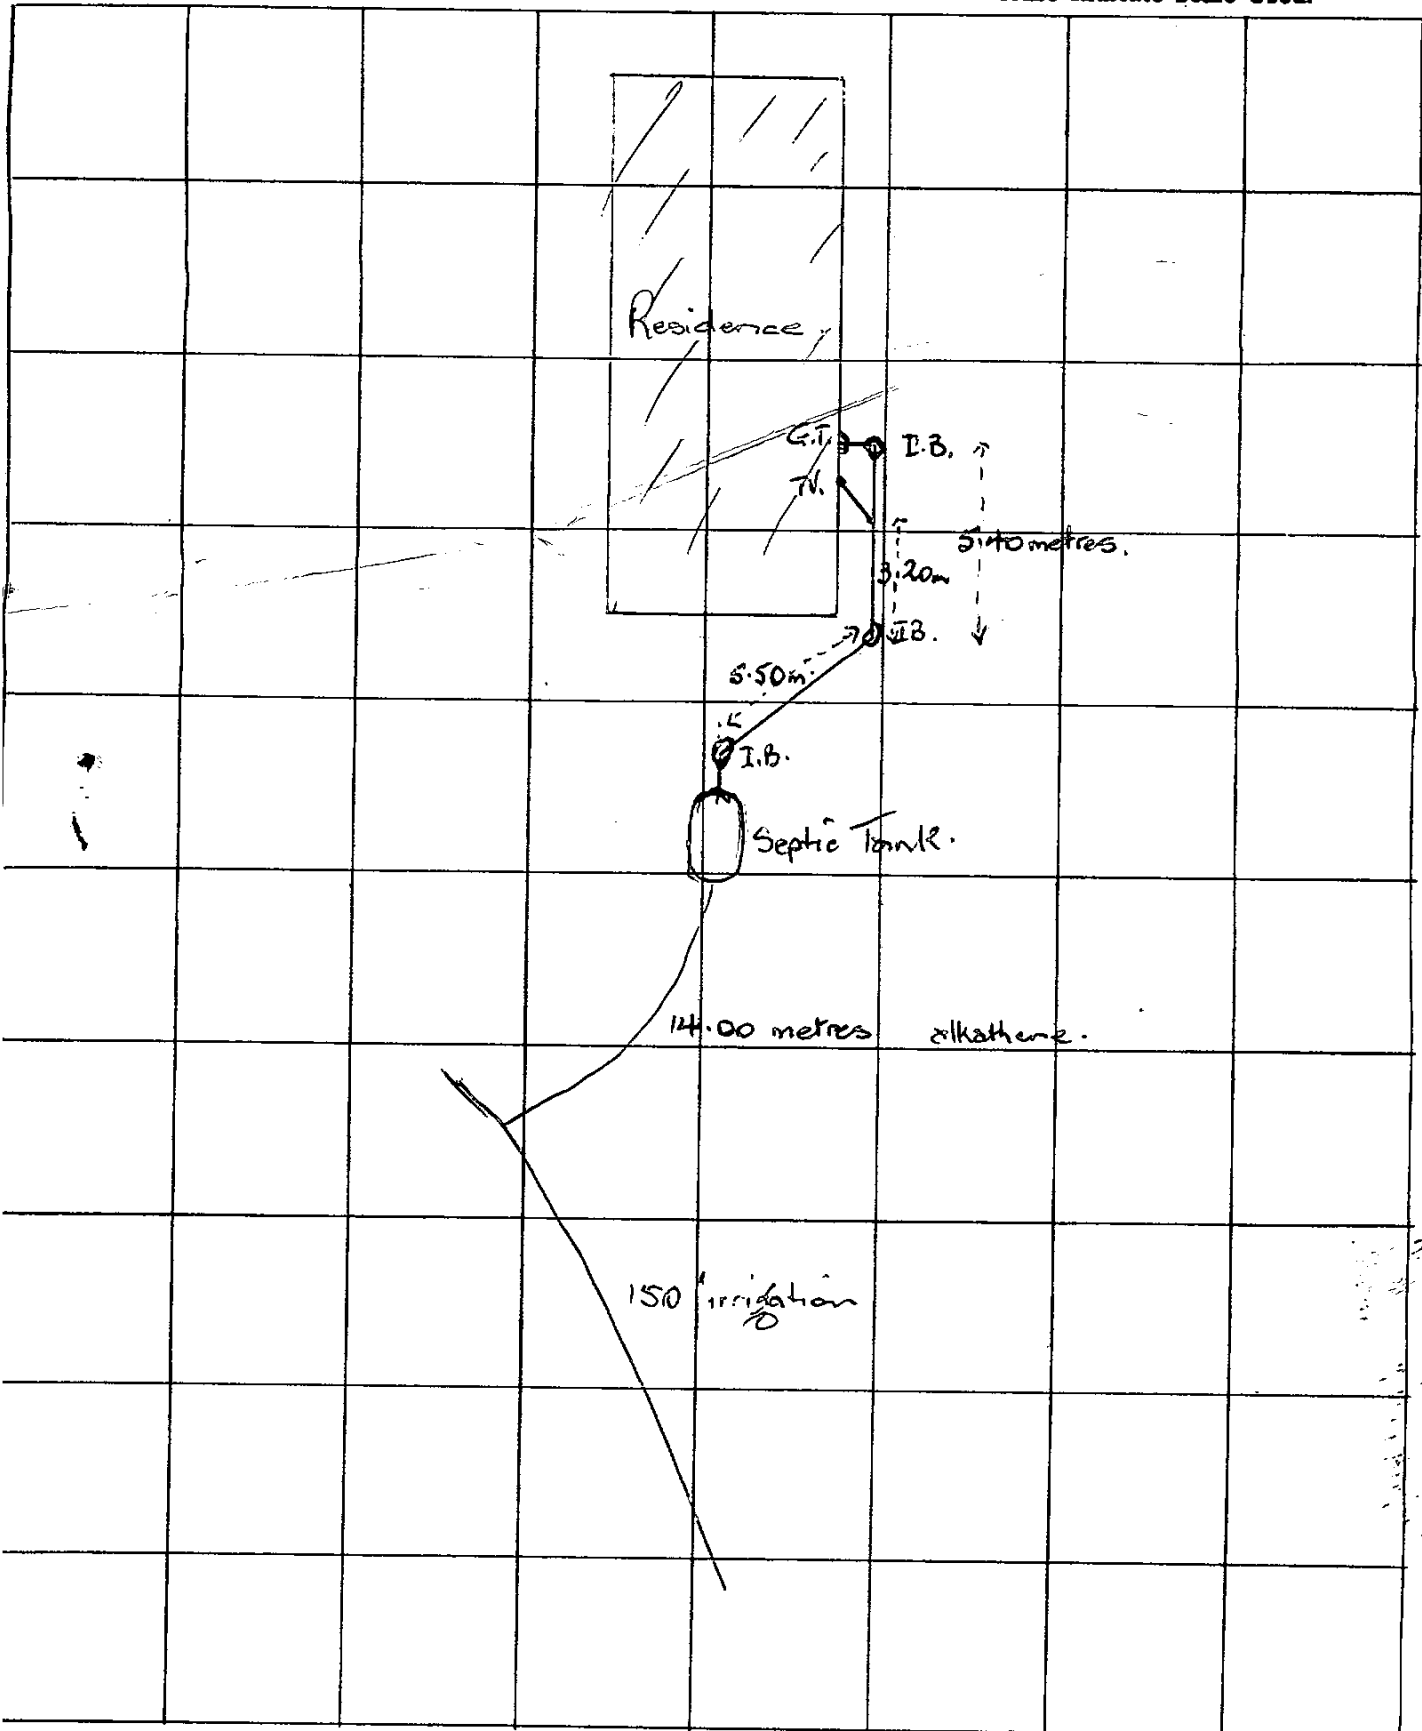 Residence
G.I.
I.B.
T.V.
5.40 metres.
3.20m
I.B.
5.50m.
I.B.
Septic Tank.
14.00 metres alkathene.
150 irrigation